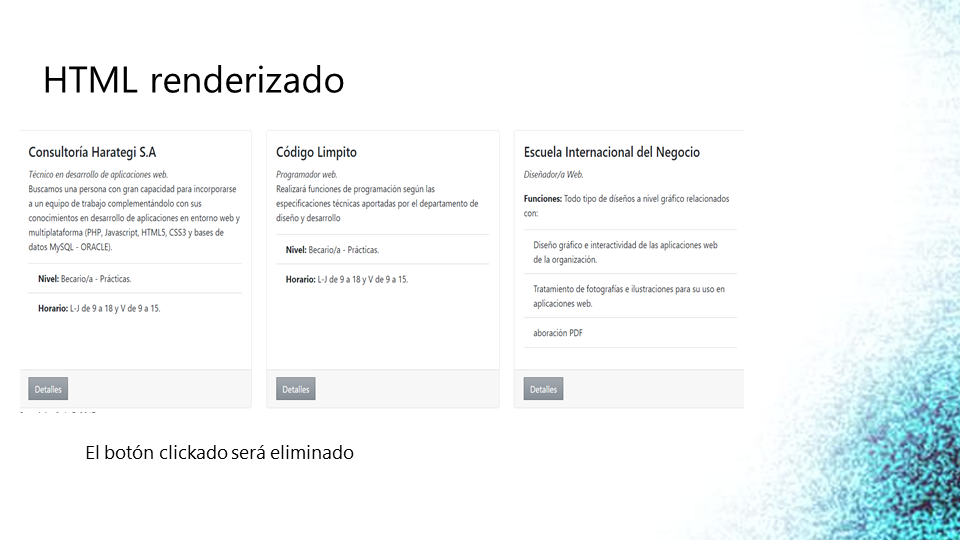 HTML renderizado
Consultoría Harategi S.A
Técnico en desarrollo de aplicaciones web.
Buscamos una persona con gran capacidad para incorporarse
a un equipo de trabajo complementándolo con sus
conocimientos en desarrollo de aplicaciones en entorno web y
multiplataforma (PHP, Javascript, HTML5, CSS3 y bases de
datos MySQL - ORACLE).
Nivel: Becario/a - Prácticas.
Horario: L-J de 9 a 18 y V de 9 a 15.
Detalles
Código Limpito
Programador web.
Realizará funciones de programación según las
especificaciones técnicas aportadas por el departamento de
diseño y desarrollo
Nivel: Becario/a - Prácticas.
Horario: L-J de 9 a 18 y V de 9 a 15.
Detalles
Escuela Internacional del Negocio
Diseñador/a Web.
Funciones: Todo tipo de díseños a nivel gráfico relacionados
con:
Diseño gráfico e interactividad de las aplicaciones web
de la organización.
Tratamiento de fotografías e ilustraciones para su uso en
aplicaciones web.
aboración PDF
Detalles
El botón clickado será eliminado